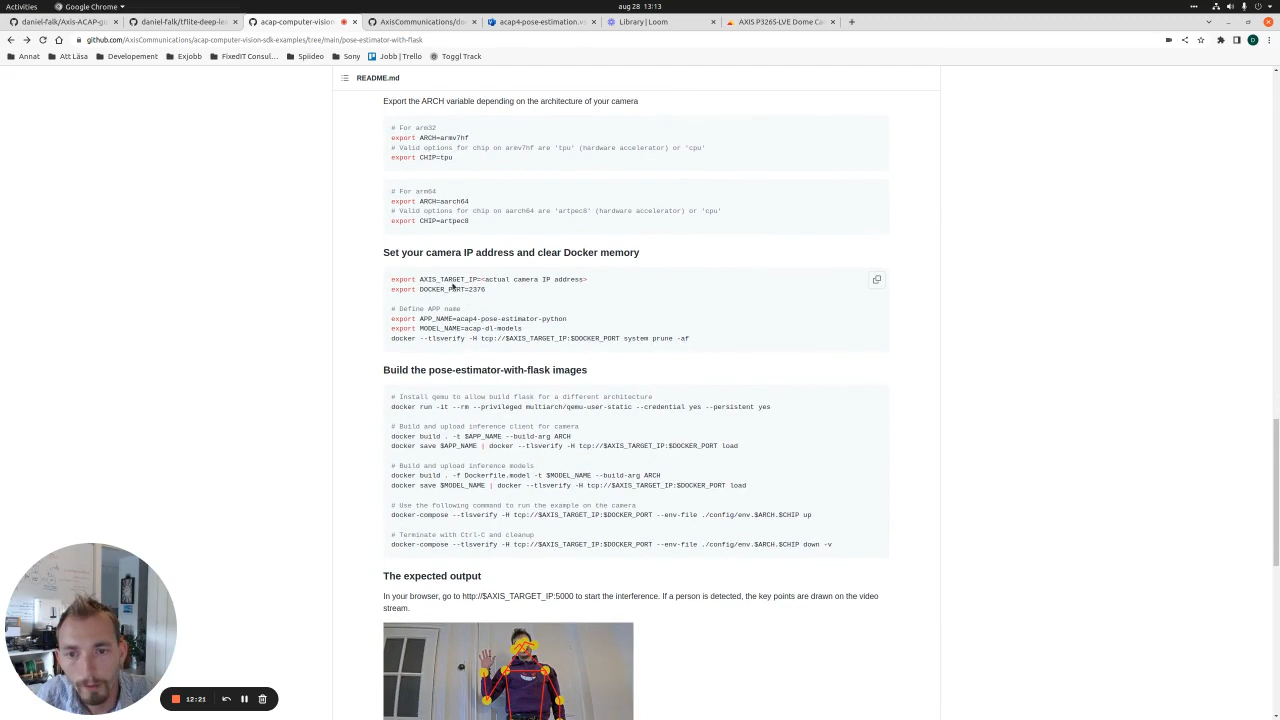 Activities
Google Chrome
aug 28 13:13
daniel-falk/Axis-ACAP-gu
daniel-falk/tflite-deep-lea
acap-computer-vision
AxisCommunications/do
acap4-pose-estimation.v
Library | Loom
AXIS P3265-LVE Dome Ca
github.com/AxisCommunications/acap-computer-vision-sdk-examples/tree/main/pose-estimator-with-flask
Annat
Att Läsa
Developement
Exjobb
FixedIT Consul...
Spiideo
Sony
Jobb | Trello
Toggl Track
README.md
Export the ARCH variable depending on the architecture of your camera
# For arm32
export ARCH=armv7hf
# Valid options for chip on armv7hf are 'tpu' (hardware accelerator) or 'cpu'
export CHIP=tpu
# For arm64
export ARCH=aarch64
# Valid options for chip on aarch64 are 'artpec8' (hardware accelerator) or 'cpu'
export CHIP=artpec8
Set your camera IP address and clear Docker memory
export AXIS_TARGET_IP=<actual camera IP address>
export DOCKER_PORT=2376
# Define APP name
export APP_NAME=acap4-pose-estimator-python
export MODEL_NAME=acap-dl-models
docker --tlsverify -H tcp://$AXIS_TARGET_IP:$DOCKER_PORT system prune -af
Build the pose-estimator-with-flask images
# Install qemu to allow build flask for a different architecture
docker run -it --rm --privileged multiarch/qemu-user-static --credential yes --persistent yes
# Build and upload inference client for camera
docker build . -t $APP_NAME --build-arg ARCH
docker save $APP_NAME | docker --tlsverify -H tcp://$AXIS_TARGET_IP:$DOCKER_PORT load
# Build and upload inference models
docker build . -f Dockerfile.model -t $MODEL_NAME --build-arg ARCH
docker save $MODEL_NAME | docker --tlsverify -H tcp://$AXIS_TARGET_IP:$DOCKER_PORT load
# Use the following command to run the example on the camera
docker-compose --tlsverify -H tcp://$AXIS_TARGET_IP:$DOCKER_PORT --env-file ./config/env.$ARCH.$CHIP up
# Terminate with Ctrl-C and cleanup
docker-compose --tlsverify -H tcp://$AXIS_TARGET_IP:$DOCKER_PORT --env-file ./config/env.$ARCH.$CHIP down -v
The expected output
In your browser, go to http://$AXIS_TARGET_IP:5000 to start the interference. If a person is detected, the key points are drawn on the video
stream.
12:21